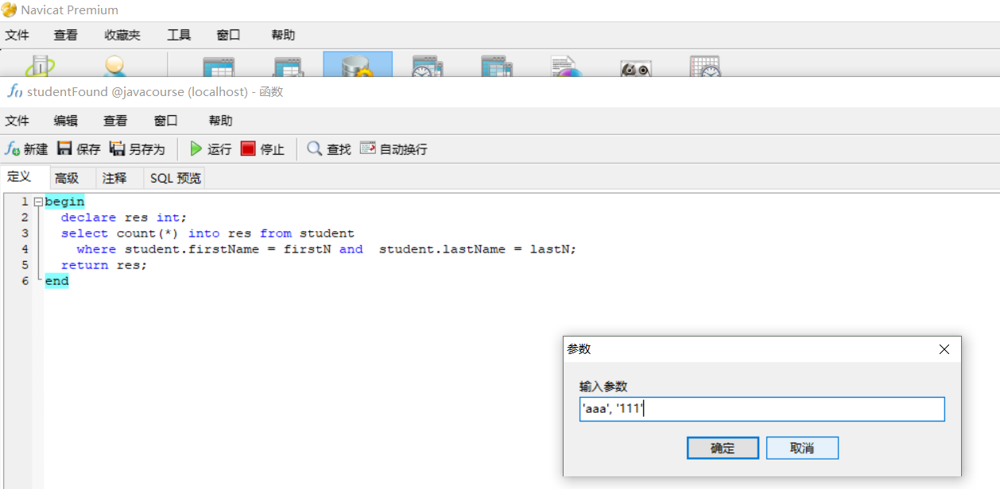 Navicat Premium
文件 查看 收藏夹 工具 窗口 帮助
studentFound @javacourse (localhost) - 函数
文件 编辑 查看 窗口 帮助
新建 保存 另存为 运行 停止 查找 自动换行
定义 高级 注释 SQL 预览
1 begin
2 declare res int;
3 select count(*) into res from student
4 where student.firstName = firstN and  student.lastName = lastN;
5 return res;
6 end
参数
输入参数
'aaa', '111'
确定 取消